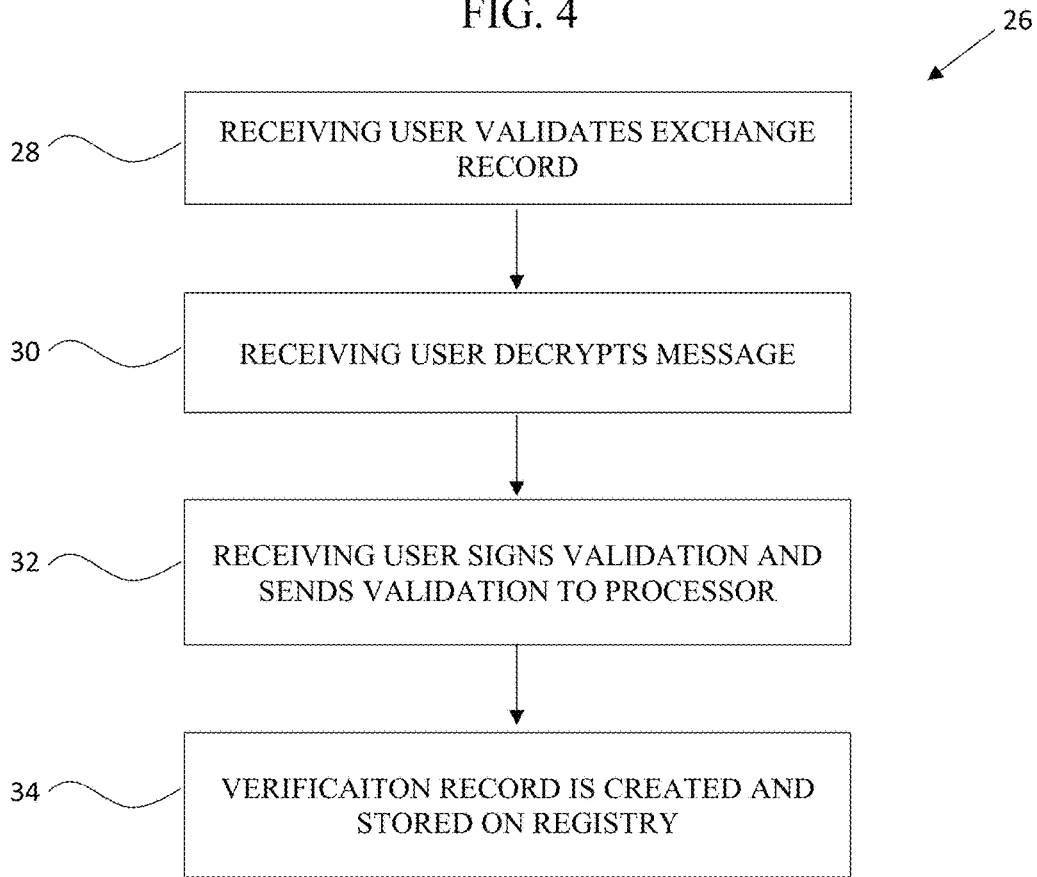 FIG. 4
26
28
RECEIVING USER VALIDATES EXCHANGE
RECORD
30
RECEIVING USER DECRYPTS MESSAGE
32
RECEIVING USER SIGNS VALIDATION AND
SENDS VALIDATION TO PROCESSOR
34
VERIFICAITON RECORD IS CREATED AND
STORED ON REGISTRY